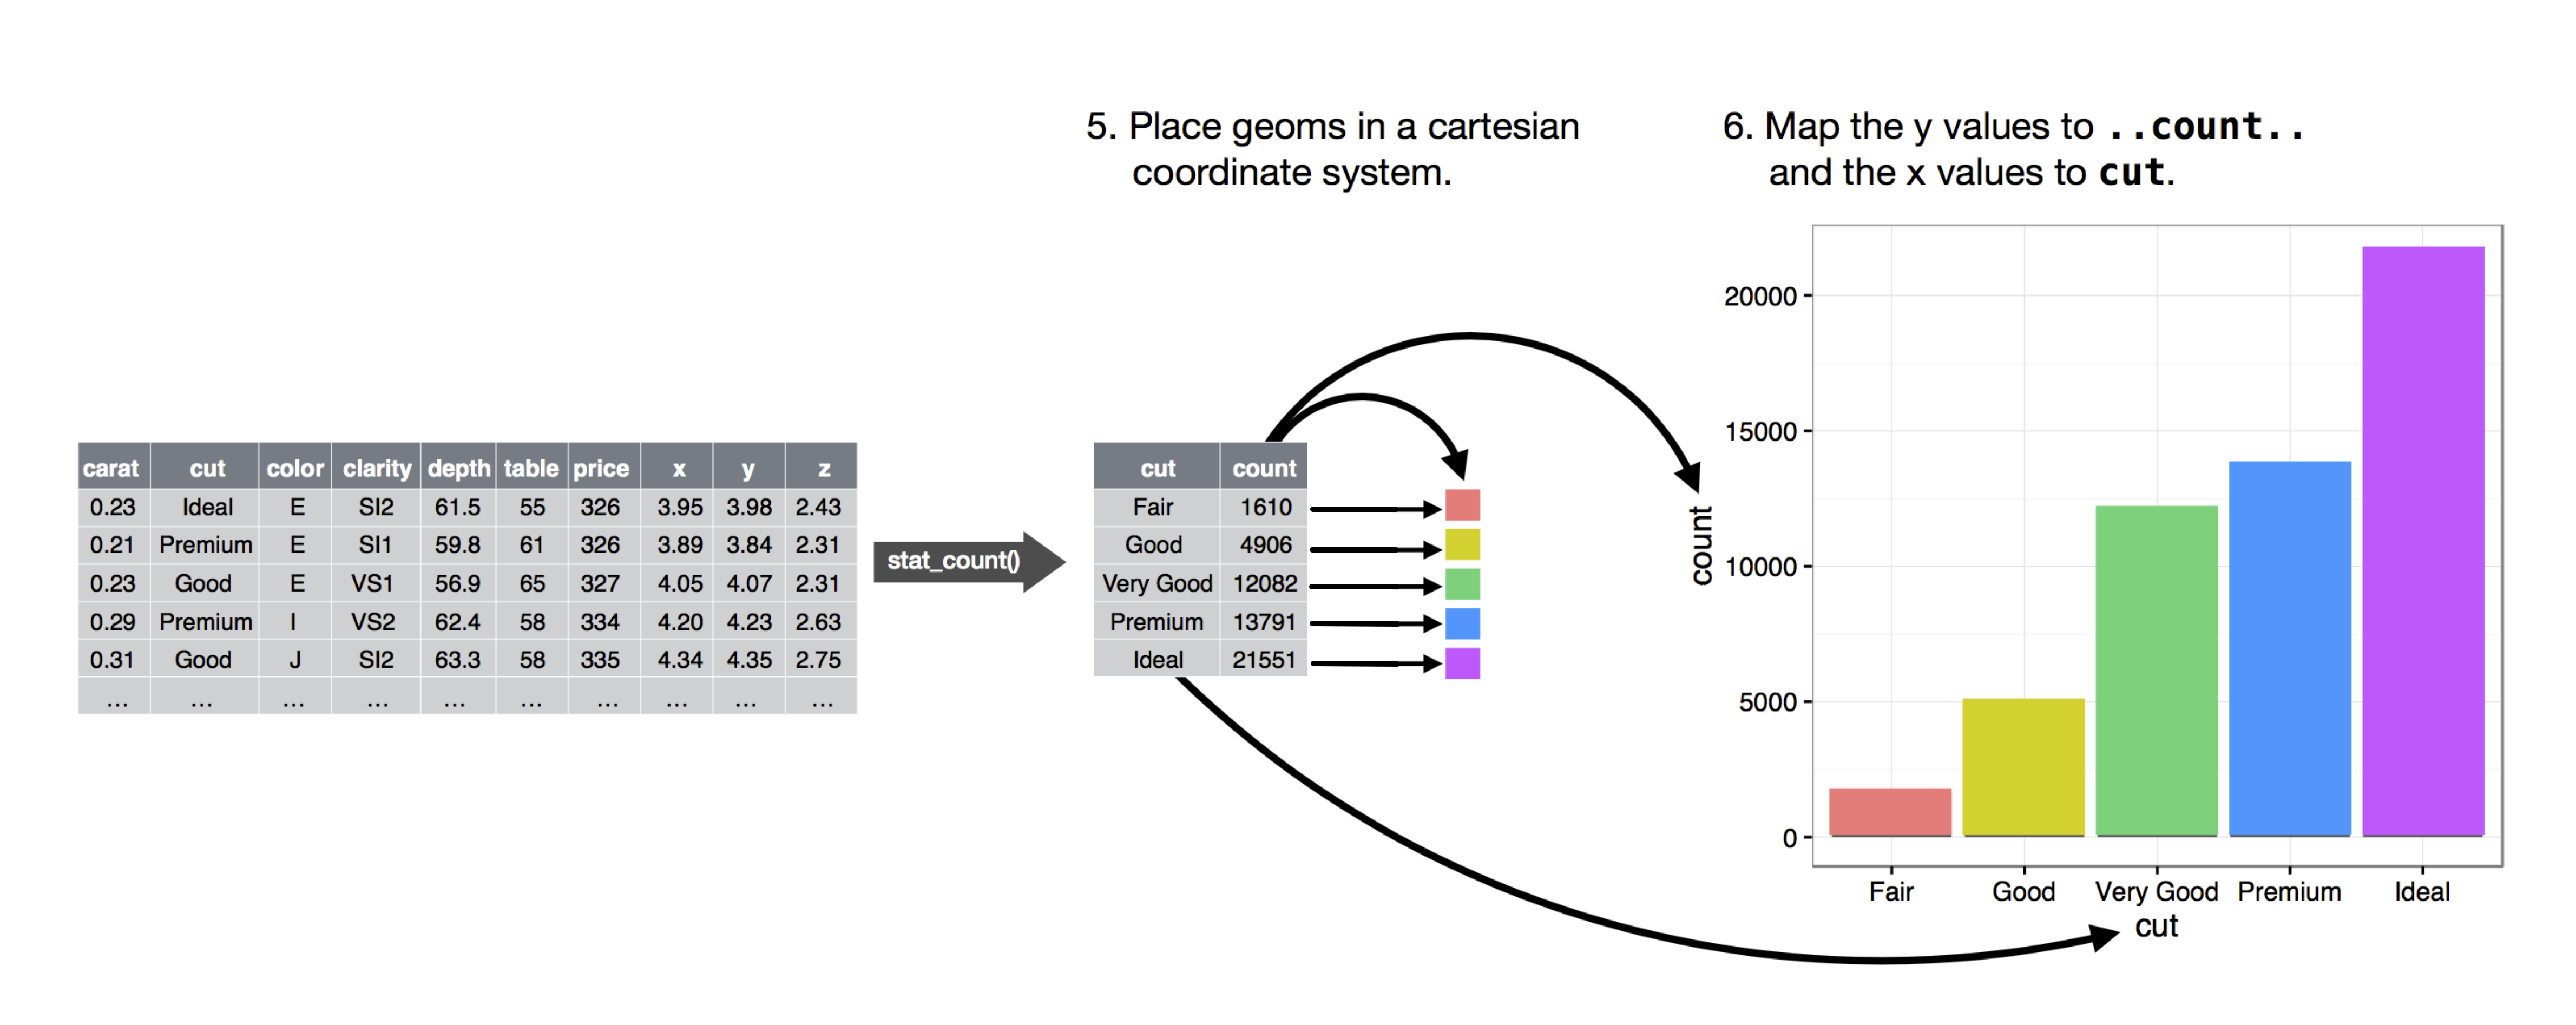 5. Place geoms in a cartesian
coordinate system.
6. Map the y values to ..count..
and the x values to cut.
carat cut color clarity depth table price x y z
0.23 Ideal E SI2 61.5 55 326 3.95 3.98 2.43
0.21 Premium E SI1 59.8 61 326 3.89 3.84 2.31
0.23 Good E VS1 56.9 65 327 4.05 4.07 2.31
0.29 Premium I VS2 62.4 58 334 4.20 4.23 2.63
0.31 Good J SI2 63.3 58 335 4.34 4.35 2.75
... ... ... ... ... ... ... ... ... ...
stat_count()
cut count
Fair 1610
Good 4906
Very Good 12082
Premium 13791
Ideal 21551
count
20000
15000
10000
5000
0
Fair Good Very Good Premium Ideal
cut